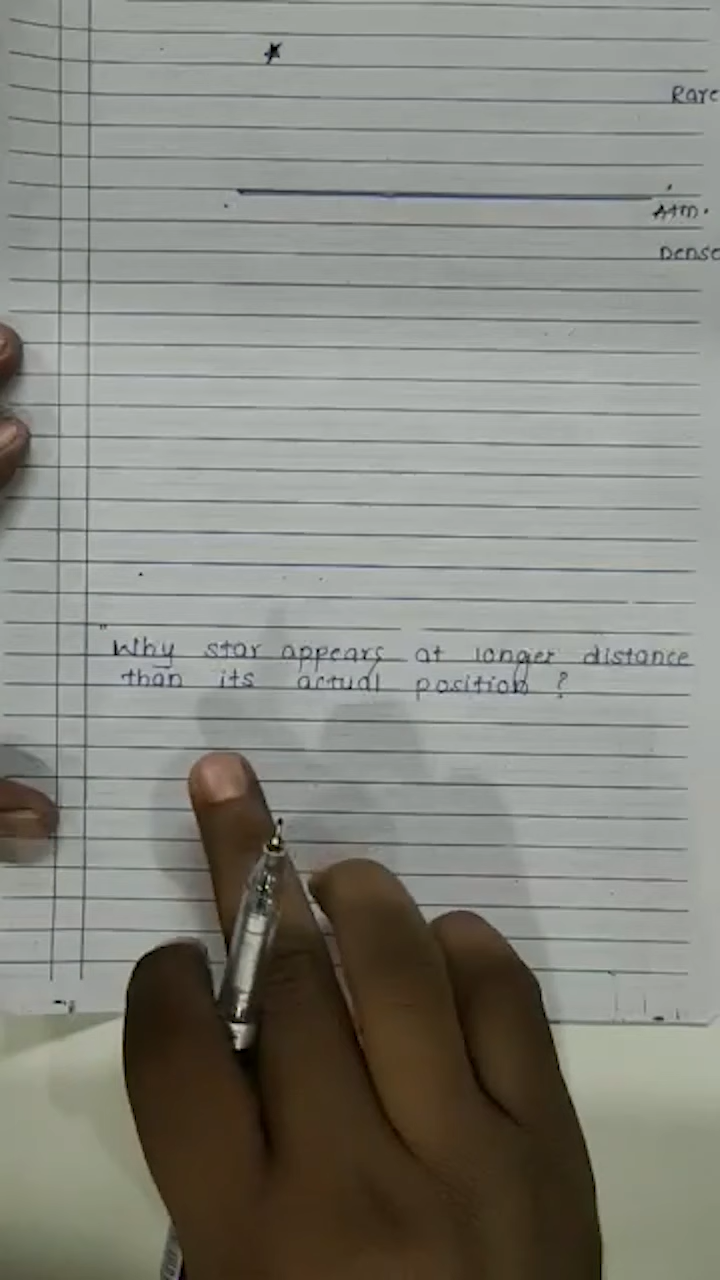 Rare
Atm.
Dense
"Why star appears at longer distance
than its actual position ?